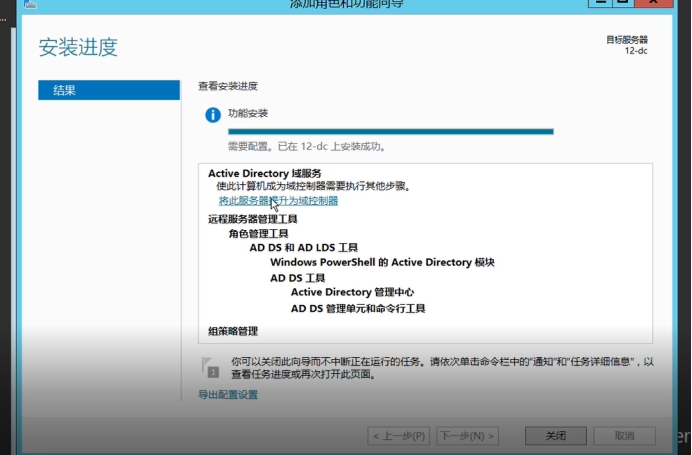 添加角色和功能向导
安装进度
目标服务器
12-dc
结果
查看安装进度
功能安装
需要配置。已在 12-dc 上安装成功。
Active Directory 域服务
使此计算机成为域控制器需要执行其他步骤。
将此服务器提升为域控制器
远程服务器管理工具
角色管理工具
AD DS 和 AD LDS 工具
Windows PowerShell 的 Active Directory 模块
AD DS 工具
Active Directory 管理中心
AD DS 管理单元和命令行工具
组策略管理
你可以关闭此向导而不中断正在运行的任务。请依次单击命令栏中的"通知"和"任务详细信息"，以
查看任务进度或再次打开此页面。
1
导出配置设置
< 上一步(P) 下一步(N) > 关闭 取消